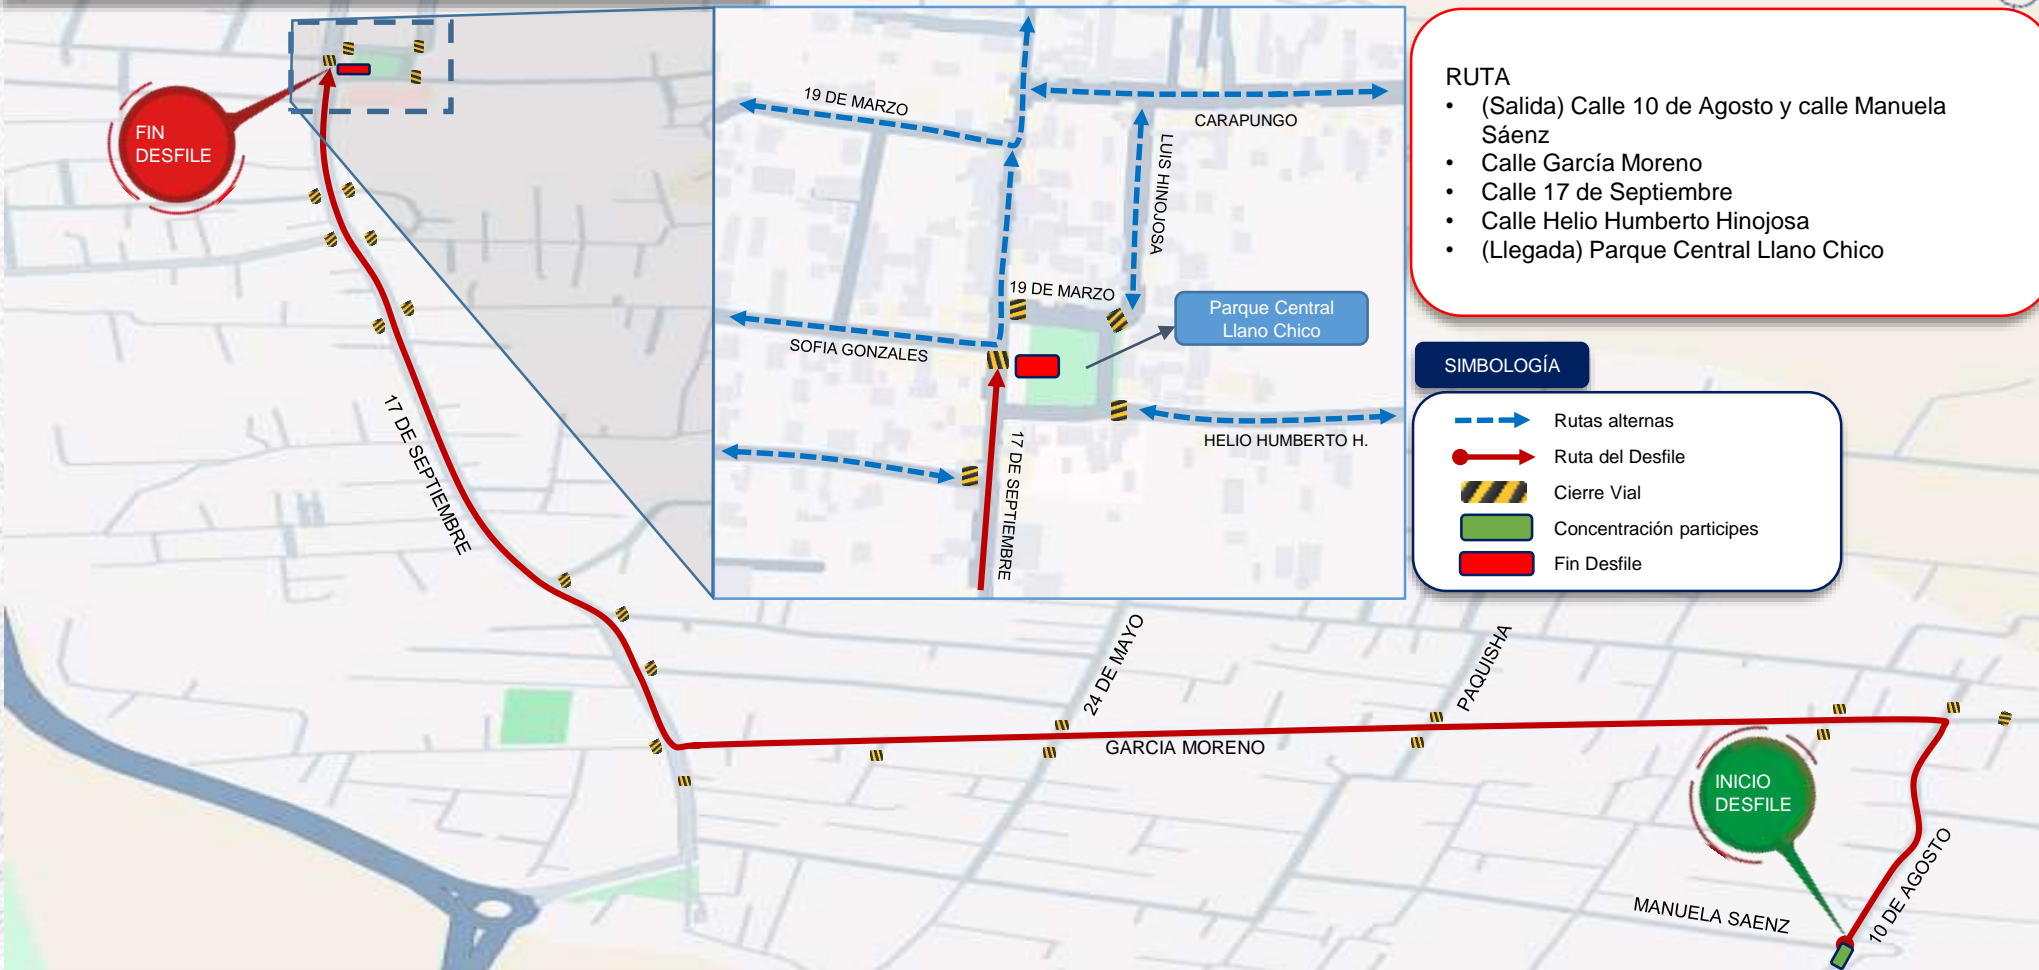 FIN
DESFILE
19 DE MARZO
CARAPUNGO
LUIS HINOJOSA
19 DE MARZO
Parque Central
Llano Chico
SOFIA GONZALES
HELIO HUMBERTO H.
17 DE SEPTIEMBRE
RUTA
• (Salida) Calle 10 de Agosto y calle Manuela
Sáenz
• Calle García Moreno
• Calle 17 de Septiembre
• Calle Helio Humberto Hinojosa
• (Llegada) Parque Central Llano Chico
SIMBOLOGÍA
Rutas alternas
Ruta del Desfile
Cierre Vial
Concentración participes
Fin Desfile
17 DE SEPTIEMBRE
24 DE MAYO
PAQUISHA
GARCIA MORENO
INICIO
DESFILE
MANUELA SAENZ
10 DE AGOSTO